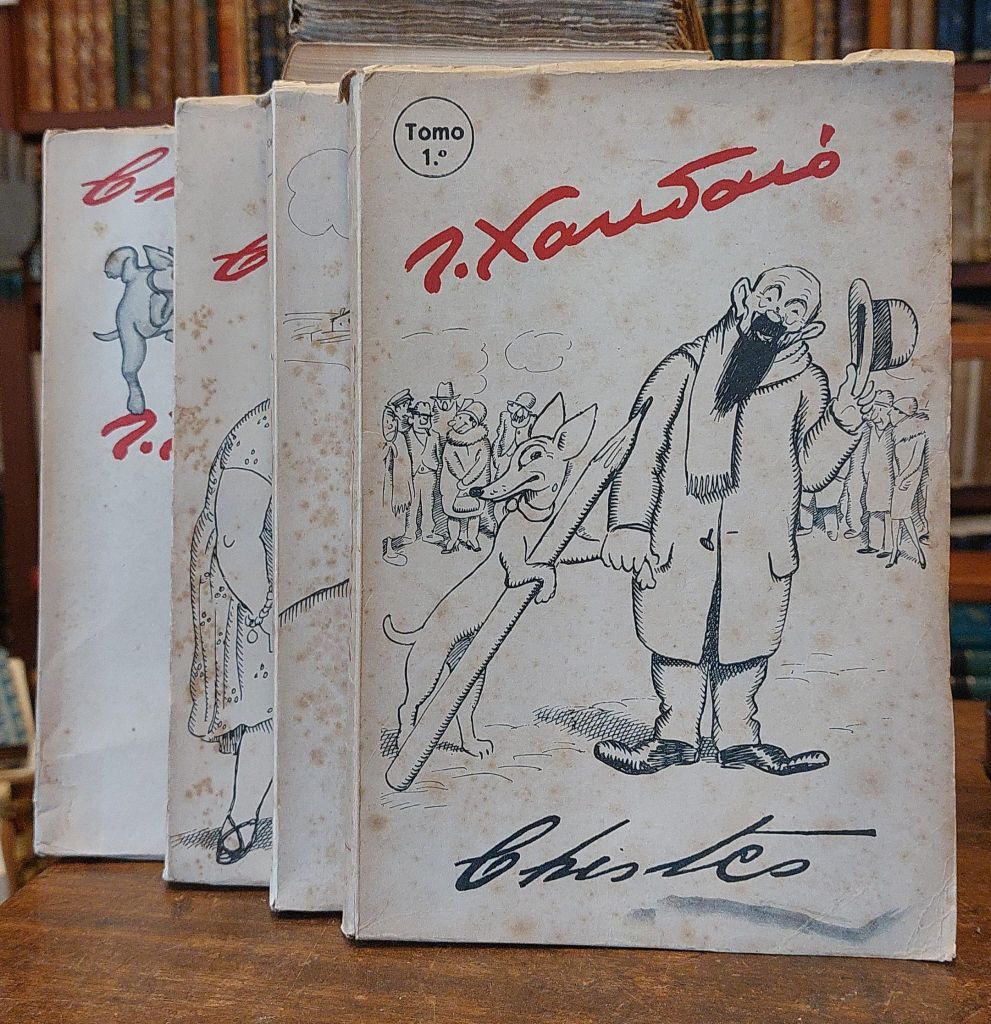 Tomo
1.º
J. Xaudaró
Chistes